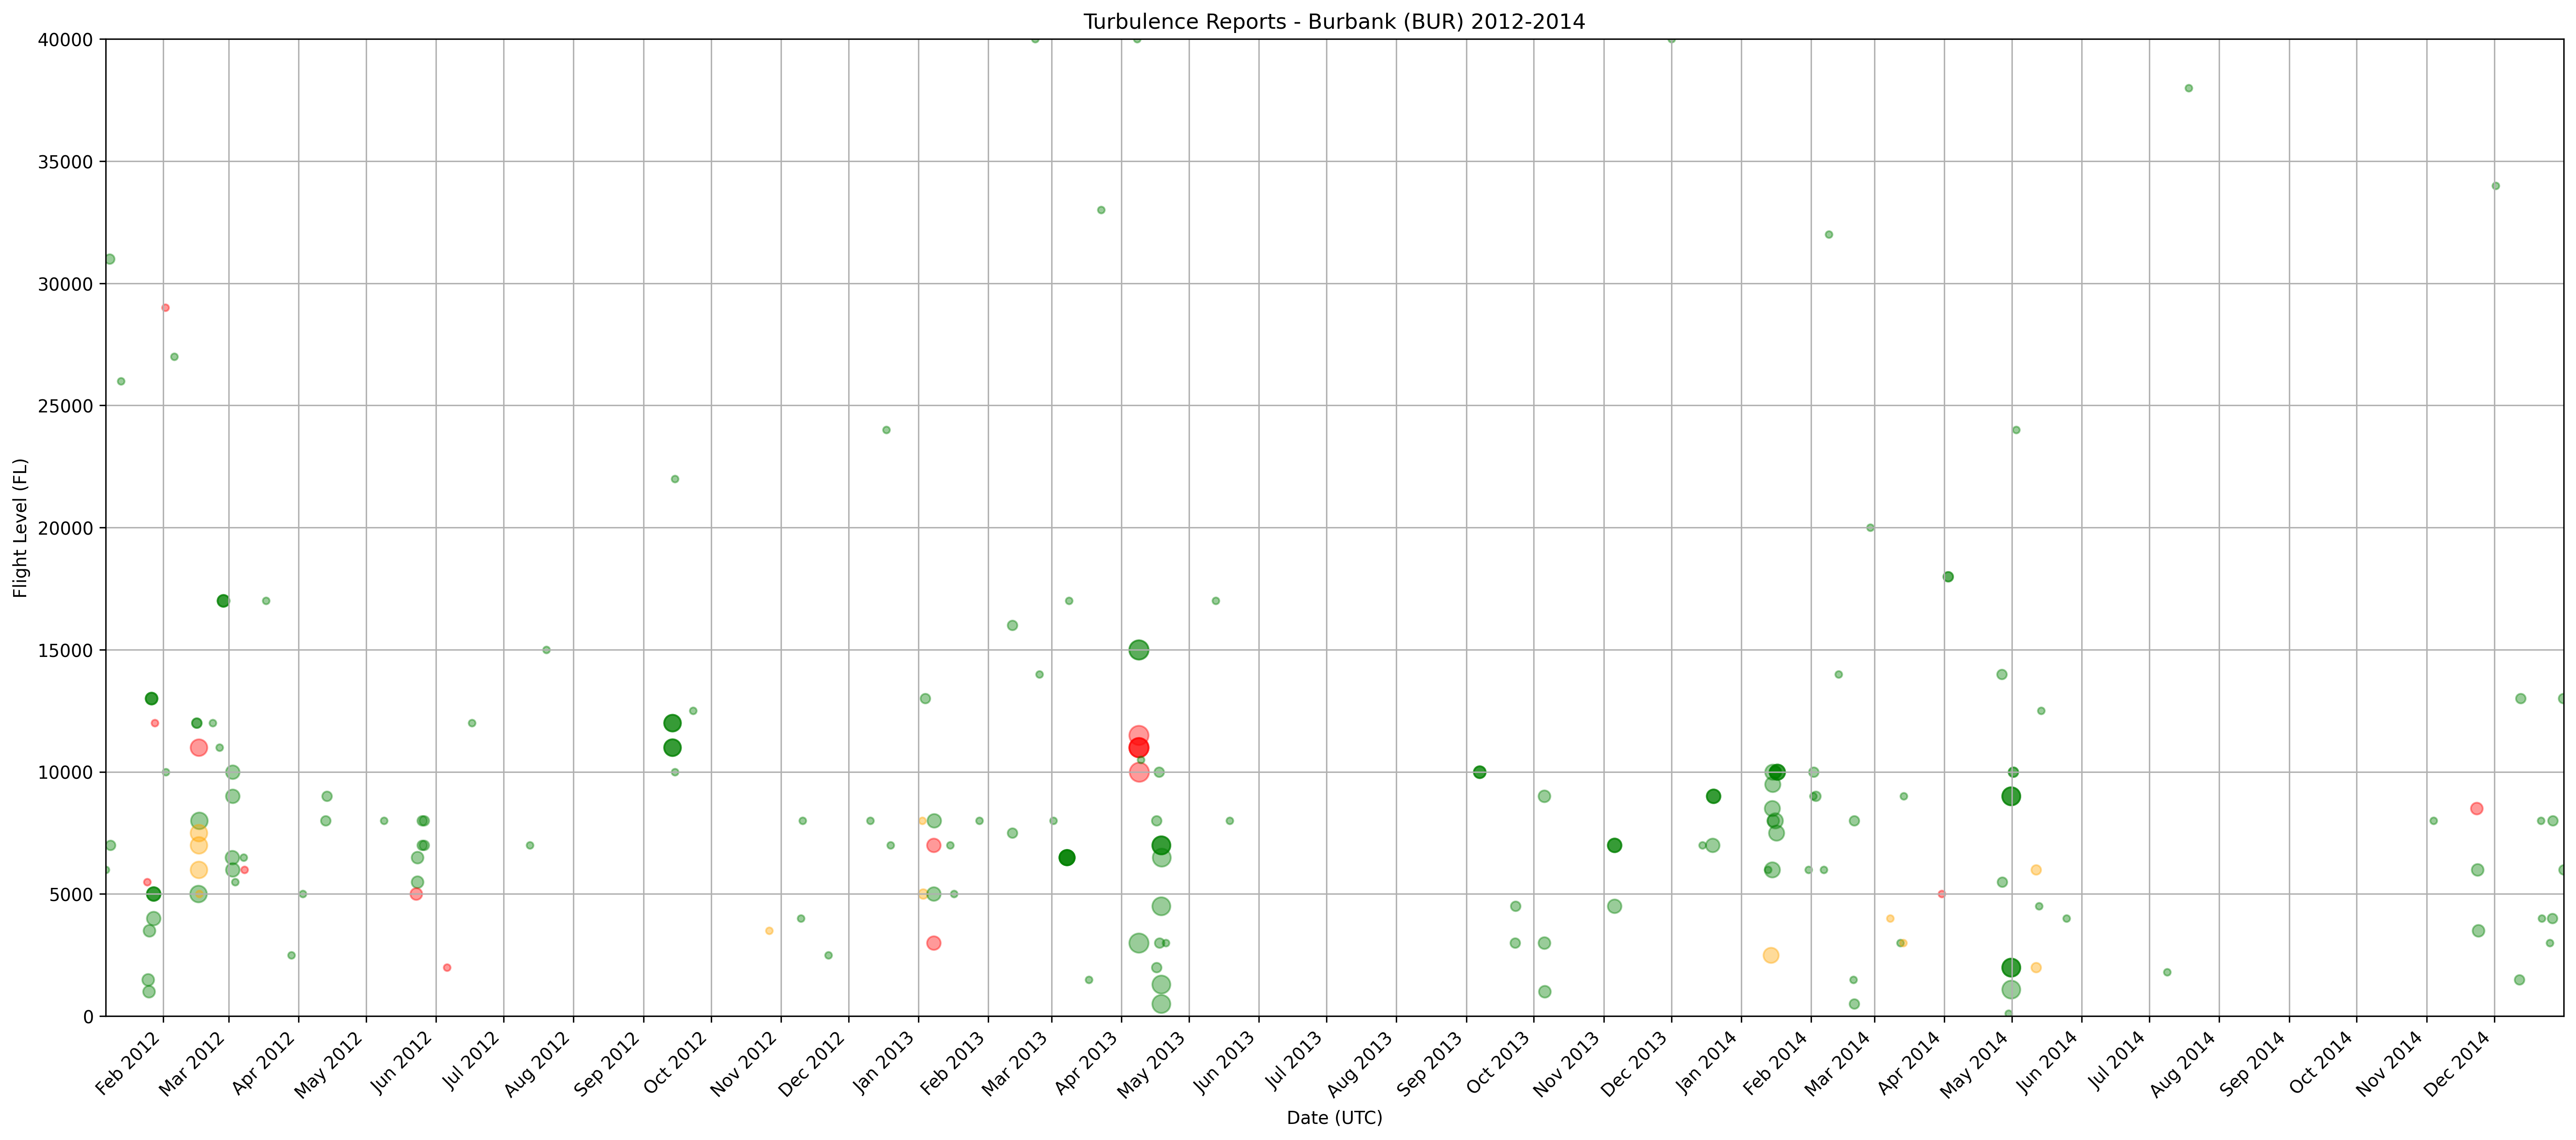 Turbulence Reports - Burbank (BUR) 2012-2014
40000
35000
30000
25000
20000
15000
10000
5000
0
Flight Level (FL)
Feb 2012
Mar 2012
Apr 2012
May 2012
Jun 2012
Jul 2012
Aug 2012
Sep 2012
Oct 2012
Nov 2012
Dec 2012
Jan 2013
Feb 2013
Mar 2013
Apr 2013
May 2013
Jun 2013
Jul 2013
Aug 2013
Sep 2013
Oct 2013
Nov 2013
Dec 2013
Jan 2014
Feb 2014
Mar 2014
Apr 2014
May 2014
Jun 2014
Jul 2014
Aug 2014
Sep 2014
Oct 2014
Nov 2014
Dec 2014
Date (UTC)